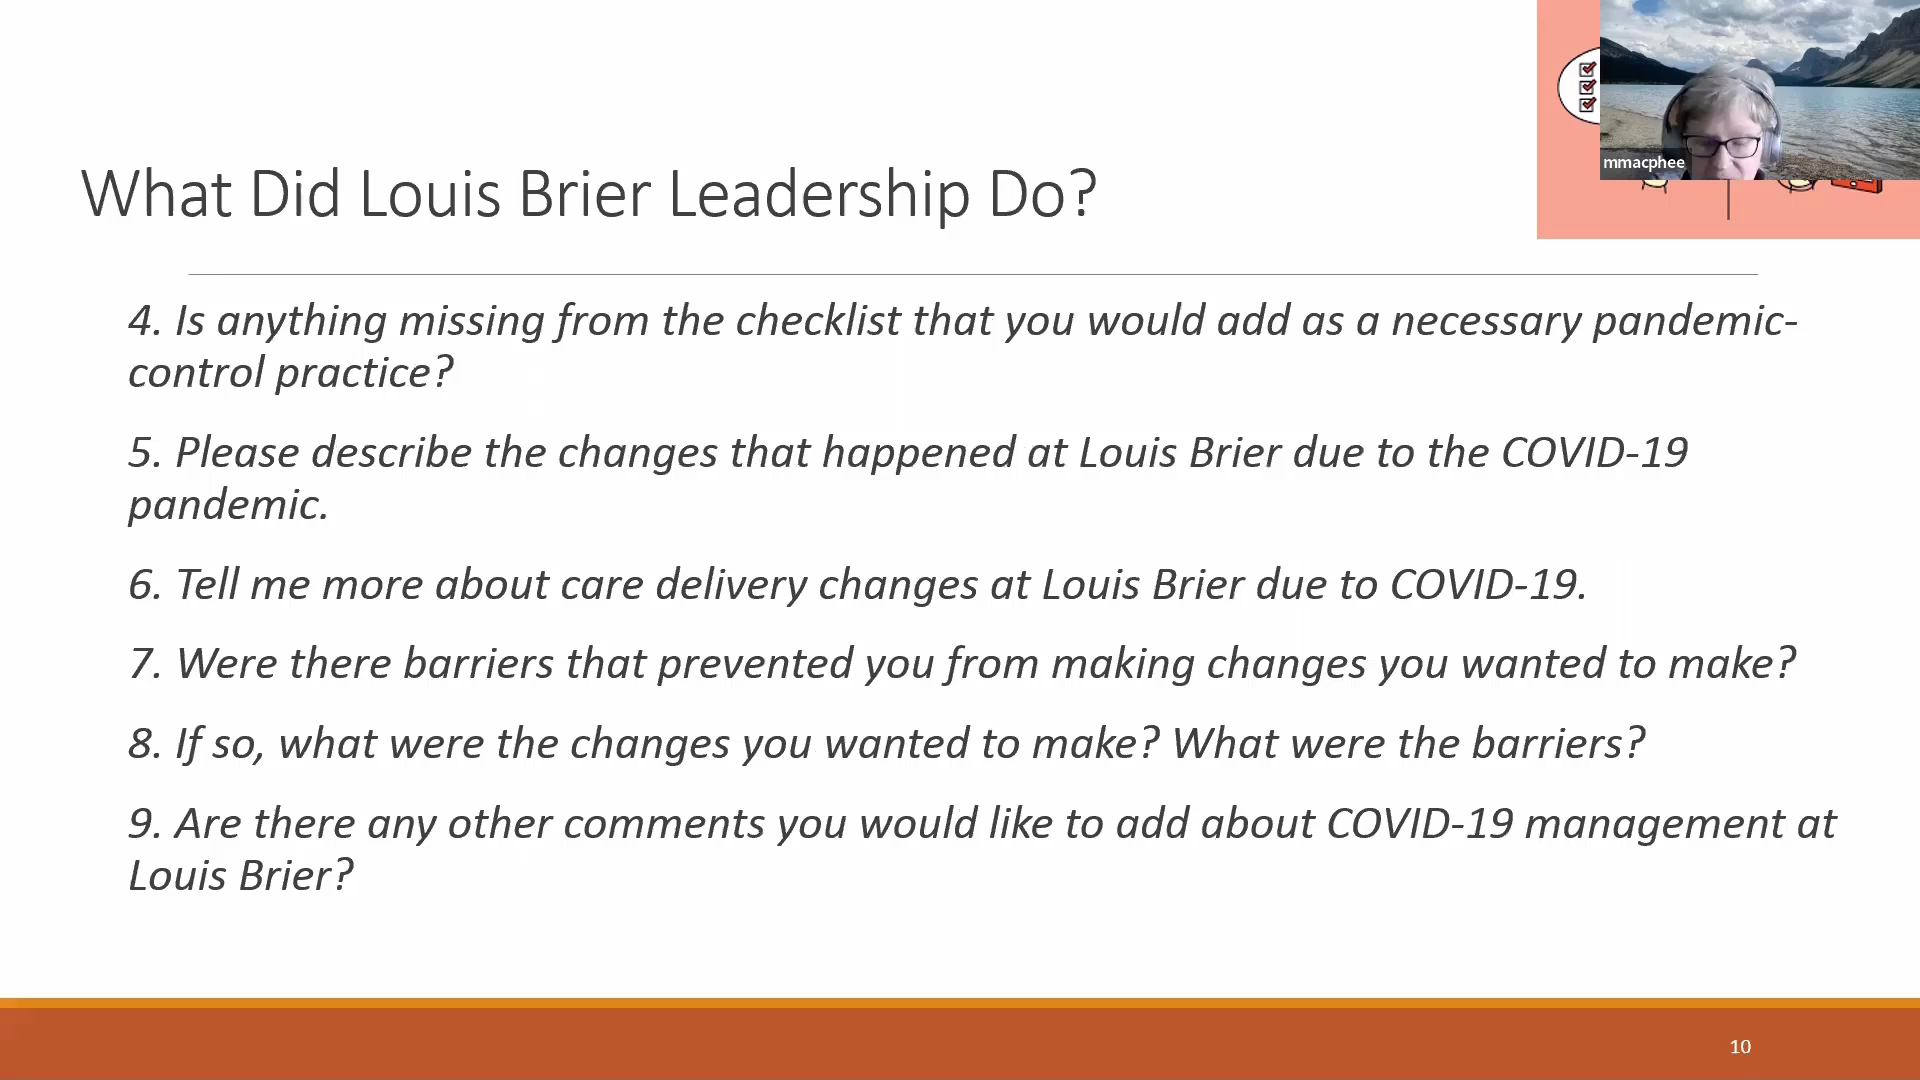 mmacphee
What Did Louis Brier Leadership Do?
4. Is anything missing from the checklist that you would add as a necessary pandemic-
control practice?
5. Please describe the changes that happened at Louis Brier due to the COVID-19
pandemic.
6. Tell me more about care delivery changes at Louis Brier due to COVID-19.
7. Were there barriers that prevented you from making changes you wanted to make?
8. If so, what were the changes you wanted to make? What were the barriers?
9. Are there any other comments you would like to add about COVID-19 management at
Louis Brier?
10